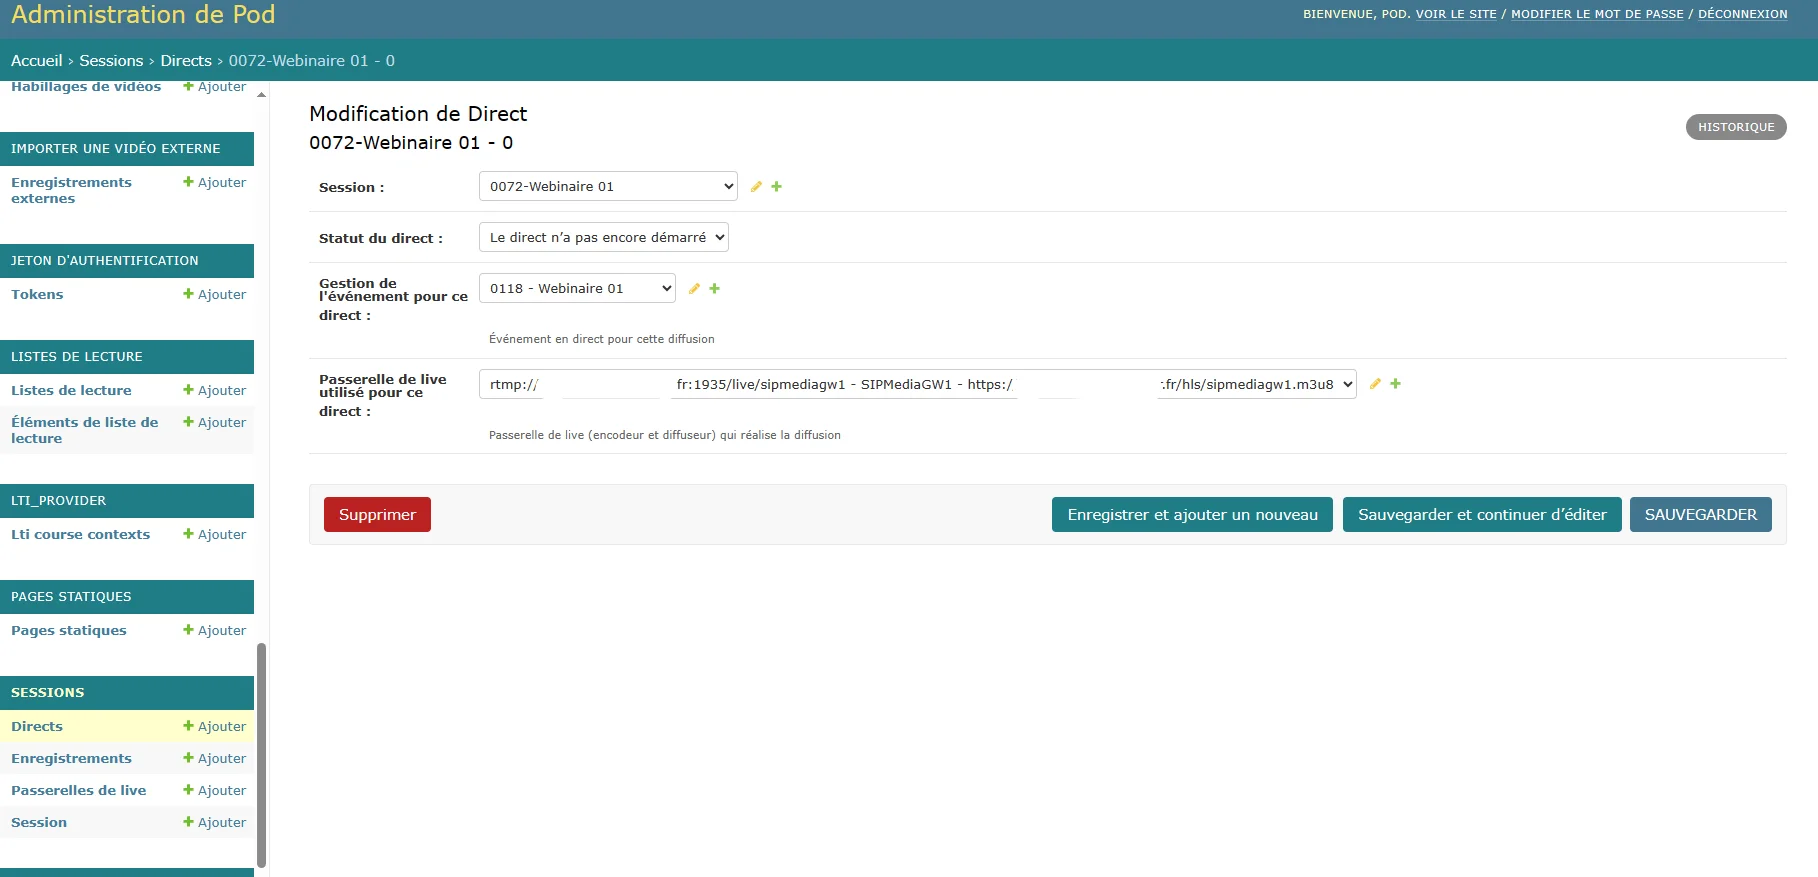 Administration de Pod
BIENVENUE, POD. VOIR LE SITE / MODIFIER LE MOT DE PASSE / DÉCONNEXION
Accueil › Sessions › Directs › 0072-Webinaire 01 - 0
Habillages de vidéos Ajouter
IMPORTER UNE VIDÉO EXTERNE
Enregistrements Ajouter
externes
JETON D'AUTHENTIFICATION
Tokens Ajouter
LISTES DE LECTURE
Listes de lecture Ajouter
Éléments de liste de Ajouter
lecture
LTI_PROVIDER
Lti course contexts Ajouter
PAGES STATIQUES
Pages statiques Ajouter
SESSIONS
Directs Ajouter
Enregistrements Ajouter
Passerelles de live Ajouter
Session Ajouter
Modification de Direct
HISTORIQUE
0072-Webinaire 01 - 0
Session : 0072-Webinaire 01
Statut du direct : Le direct n’a pas encore démarré
Gestion de
l'événement pour ce
direct :
0118 - Webinaire 01
Événement en direct pour cette diffusion
Passerelle de live
utilisé pour ce
direct :
rtmp:// fr:1935/live/sipmediagw1 - SIPMediaGW1 - https:/ .fr/hls/sipmediagw1.m3u8
Passerelle de live (encodeur et diffuseur) qui réalise la diffusion
Supprimer
Enregistrer et ajouter un nouveau
Sauvegarder et continuer d’éditer
SAUVEGARDER